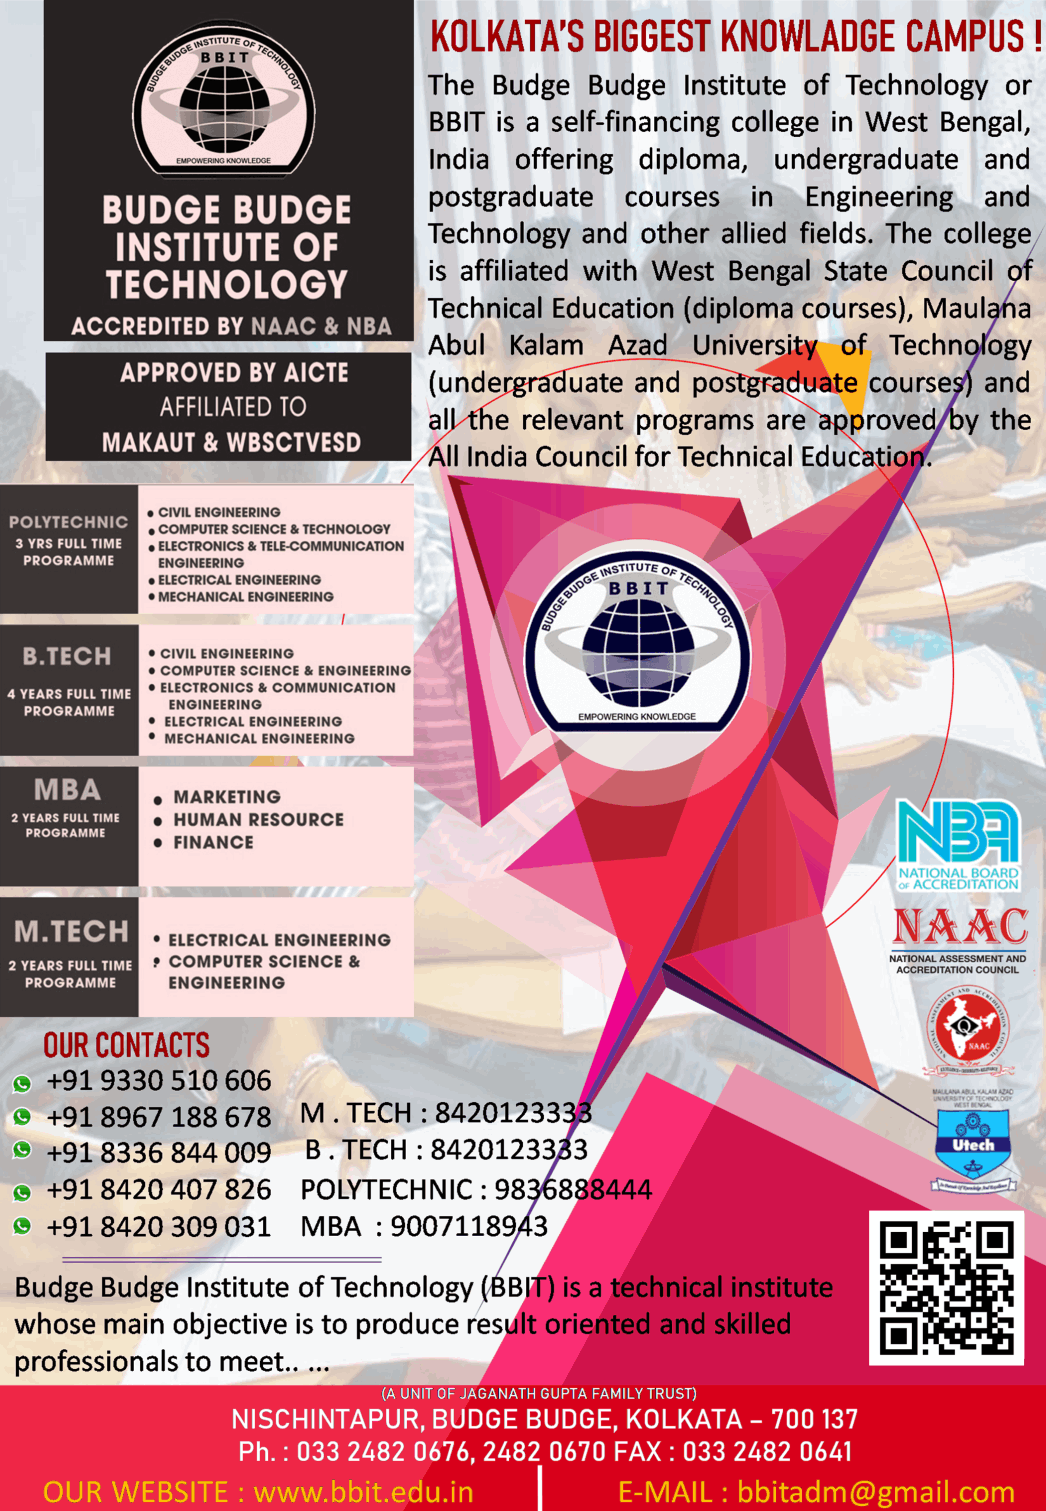 BUDGE BUDGE INSTITUTE OF TECHNOLOGY
BBIT
EMPOWERING KNOWLEDGE
BUDGE BUDGE
INSTITUTE OF
TECHNOLOGY
ACCREDITED BY NAAC & NBA
APPROVED BY AICTE
AFFILIATED TO
MAKAUT & WBSCTVESD
KOLKATA'S BIGGEST KNOWLADGE CAMPUS !
The Budge Budge Institute of Technology or
BBIT is a self-financing college in West Bengal,
India offering diploma, undergraduate and
postgraduate courses in Engineering and
Technology and other allied fields. The college
is affiliated with West Bengal State Council of
Technical Education (diploma courses), Maulana
Abul Kalam Azad University of Technology
(undergraduate and postgraduate courses) and
all the relevant programs are approved by the
All India Council for Technical Education.
POLYTECHNIC
3 YRS FULL TIME
PROGRAMME
• CIVIL ENGINEERING
• COMPUTER SCIENCE & TECHNOLOGY
• ELECTRONICS & TELE-COMMUNICATION
ENGINEERING
• ELECTRICAL ENGINEERING
• MECHANICAL ENGINEERING
B.TECH
4 YEARS FULL TIME
PROGRAMME
• CIVIL ENGINEERING
• COMPUTER SCIENCE & ENGINEERING
• ELECTRONICS & COMMUNICATION
ENGINEERING
• ELECTRICAL ENGINEERING
• MECHANICAL ENGINEERING
MBA
2 YEARS FULL TIME
PROGRAMME
• MARKETING
• HUMAN RESOURCE
• FINANCE
M.TECH
2 YEARS FULL TIME
PROGRAMME
• ELECTRICAL ENGINEERING
• COMPUTER SCIENCE &
ENGINEERING
BUDGE BUDGE INSTITUTE OF TECHNOLOGY
BBIT
EMPOWERING KNOWLEDGE
NBA
NATIONAL BOARD
OF ACCREDITATION
NAAC
NATIONAL ASSESSMENT AND
ACCREDITATION COUNCIL
NATIONAL ASSESSMENT AND ACCREDITATION COUNCIL
NAAC
MAULANA ABUL KALAM AZAD
UNIVERSITY OF TECHNOLOGY
WEST BENGAL
Utech
OUR CONTACTS
+91 9330 510 606
+91 8967 188 678
+91 8336 844 009
+91 8420 407 826
+91 8420 309 031
M . TECH : 8420123333
B . TECH : 8420123333
POLYTECHNIC : 9836888444
MBA : 9007118943
Budge Budge Institute of Technology (BBIT) is a technical institute
whose main objective is to produce result oriented and skilled
professionals to meet.. ...
(A UNIT OF JAGANATH GUPTA FAMILY TRUST)
NISCHINTAPUR, BUDGE BUDGE, KOLKATA – 700 137
Ph. : 033 2482 0676, 2482 0670 FAX : 033 2482 0641
OUR WEBSITE : www.bbit.edu.in
E-MAIL : bbitadm@gmail.com